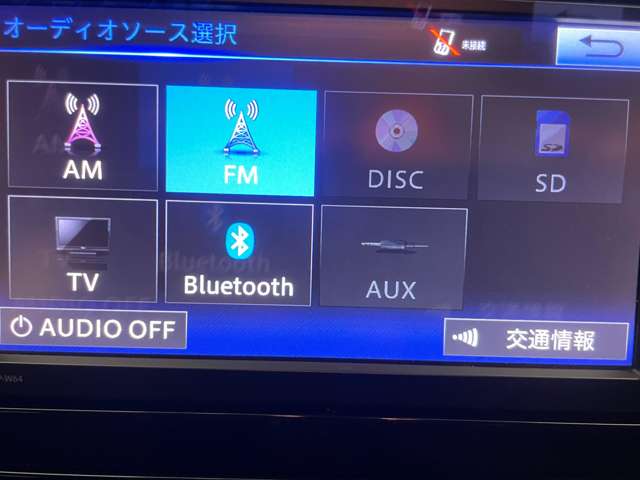 オーディオソース選択
未接続
AM
FM
DISC
SD
TV
Bluetooth
AUX
AUDIO OFF
交通情報
-W64